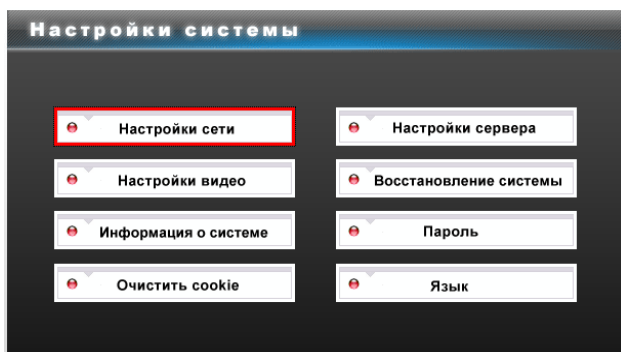 Настройки системы
Настройки сети
Настройки сервера
Настройки видео
Восстановление системы
Информация о системе
Пароль
Очистить cookie
Язык